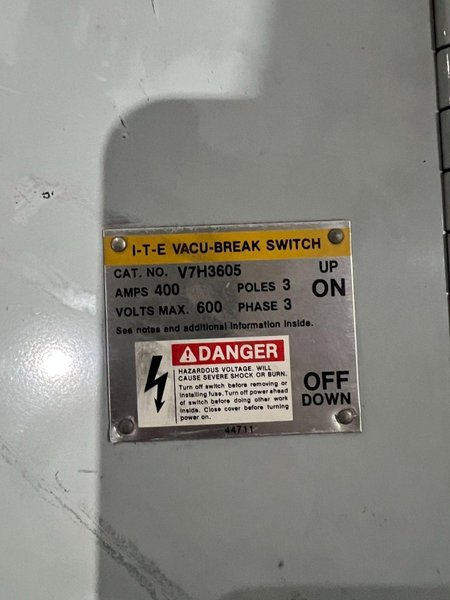 I-T-E VACU-BREAK SWITCH
CAT. NO. V7H3605
UP
AMPS 400 POLES 3
ON
VOLTS MAX. 600 PHASE 3
See notes and additional information inside.
DANGER
HAZARDOUS VOLTAGE. WILL
CAUSE SEVERE SHOCK OR BURN.
Turn off switch before removing or
installing fuse. Turn off power ahead
of switch before doing other work
inside. Close cover before turning
power on.
OFF
DOWN
44711